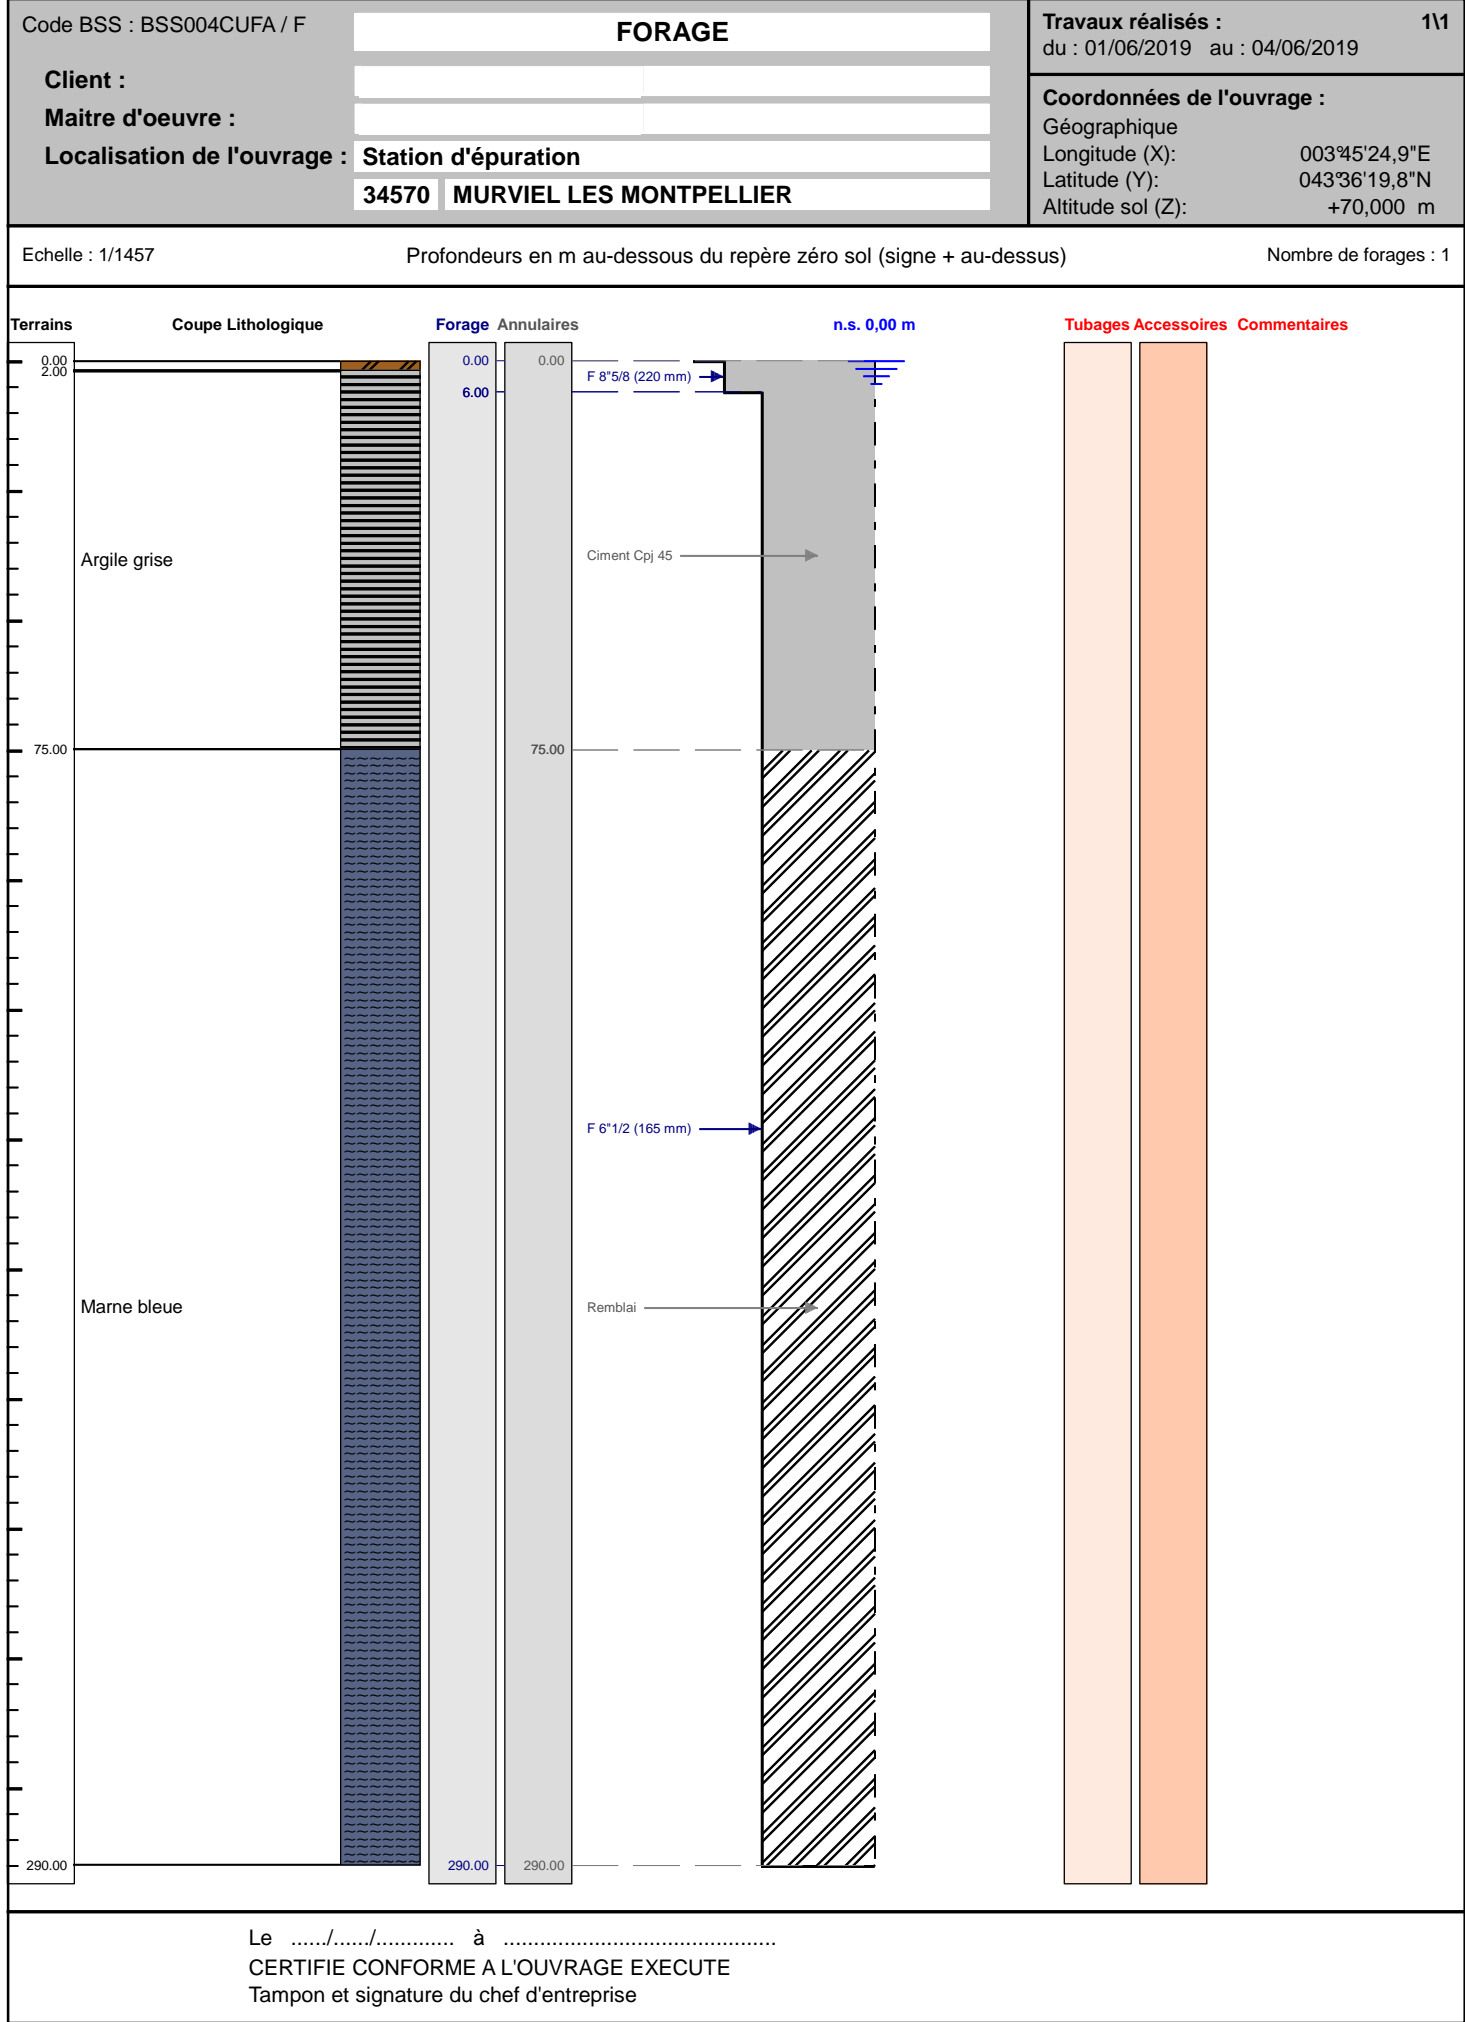 Code BSS : BSS004CUFA / F
FORAGE
Travaux réalisés : 1\1
du : 01/06/2019 au : 04/06/2019
Client :
Maitre d'oeuvre :
Localisation de l'ouvrage : Station d'épuration
34570 MURVIEL LES MONTPELLIER
Coordonnées de l'ouvrage :
Géographique
Longitude (X): 003°45'24,9"E
Latitude (Y): 043°36'19,8"N
Altitude sol (Z): +70,000 m
Echelle : 1/1457
Profondeurs en m au-dessous du repère zéro sol (signe + au-dessus)
Nombre de forages : 1
Terrains Coupe Lithologique Forage Annulaires n.s. 0,00 m Tubages Accessoires Commentaires
0.00 0.00 0.00
2.00
F 8"5/8 (220 mm)
6.00
Argile grise
Ciment Cpj 45
75.00 75.00
F 6"1/2 (165 mm)
Marne bleue
Remblai
290.00 290.00 290.00
Le ....../....../............. à .............................................
CERTIFIE CONFORME A L'OUVRAGE EXECUTE
Tampon et signature du chef d'entreprise